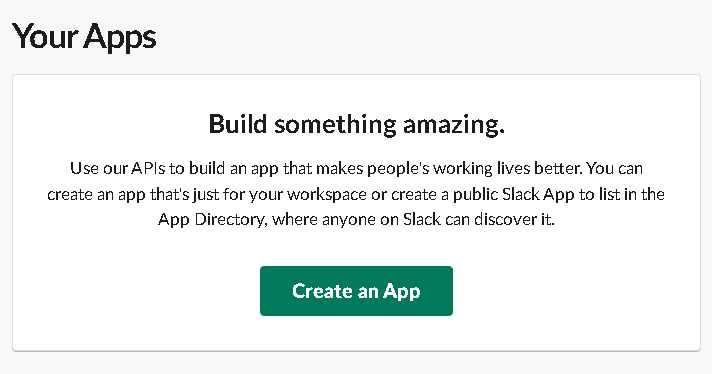 Your Apps
Build something amazing.
Use our APIs to build an app that makes people's working lives better. You can
create an app that's just for your workspace or create a public Slack App to list in the
App Directory, where anyone on Slack can discover it.
Create an App